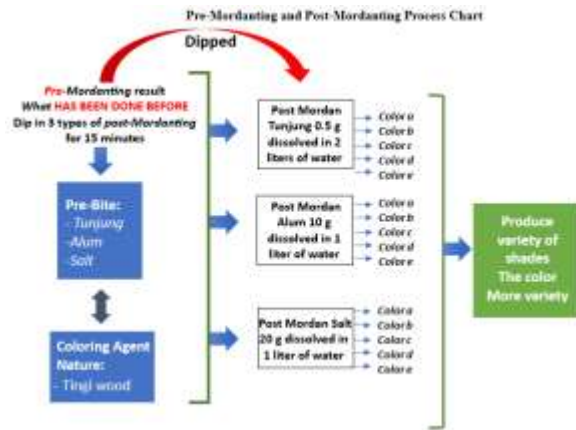 Pre-Mordanting and Post-Mordanting Process Chart
Dipped
Pre-Mordanting result
What HAS BEEN DONE BEFORE
Dip in 3 types of post-Mordanting
for 15 minutes
Pre-Bite:
- Tunjung
-Alum
-Salt
Coloring Agent
Nature:
- Tingi wood
Post Mordan
Tunjung 0.5 g
dissolved in 2
liters of water
Color a
Color b
Color c
Color d
Color e
Post Mordan
Alum 10 g
dissolved in 1
liter of water
Color a
Color b
Color c
Color d
Color e
Post Mordan Salt
20 g dissolved in
1 liter of water
Color a
Color b
Color c
Color d
Color e
Produce
variety of
shades
The color
More variety